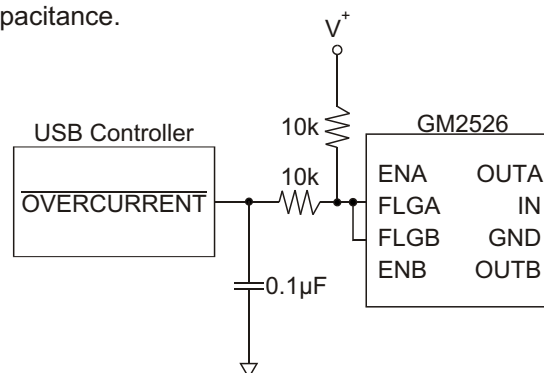 pacitance.
V+
10k
USB Controller
GM2526
10k
ENA OUTA
OVERCURRENT
FLGA IN
FLGB GND
ENB OUTB
0.1µF